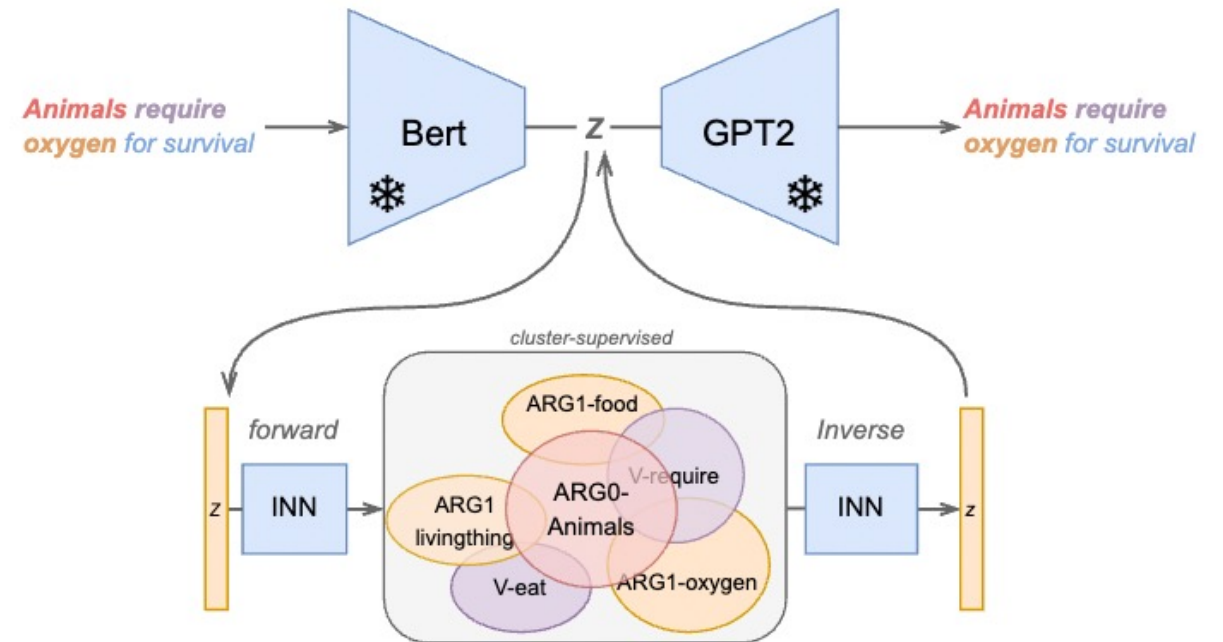 Animals require
oxygen for survival
Bert
z
GPT2
Animals require
oxygen for survival
cluster-supervised
forward
Inverse
z
INN
ARG1-food
V-require
ARG0-
Animals
ARG1
livingthing
V-eat
ARG1-oxygen
INN
z